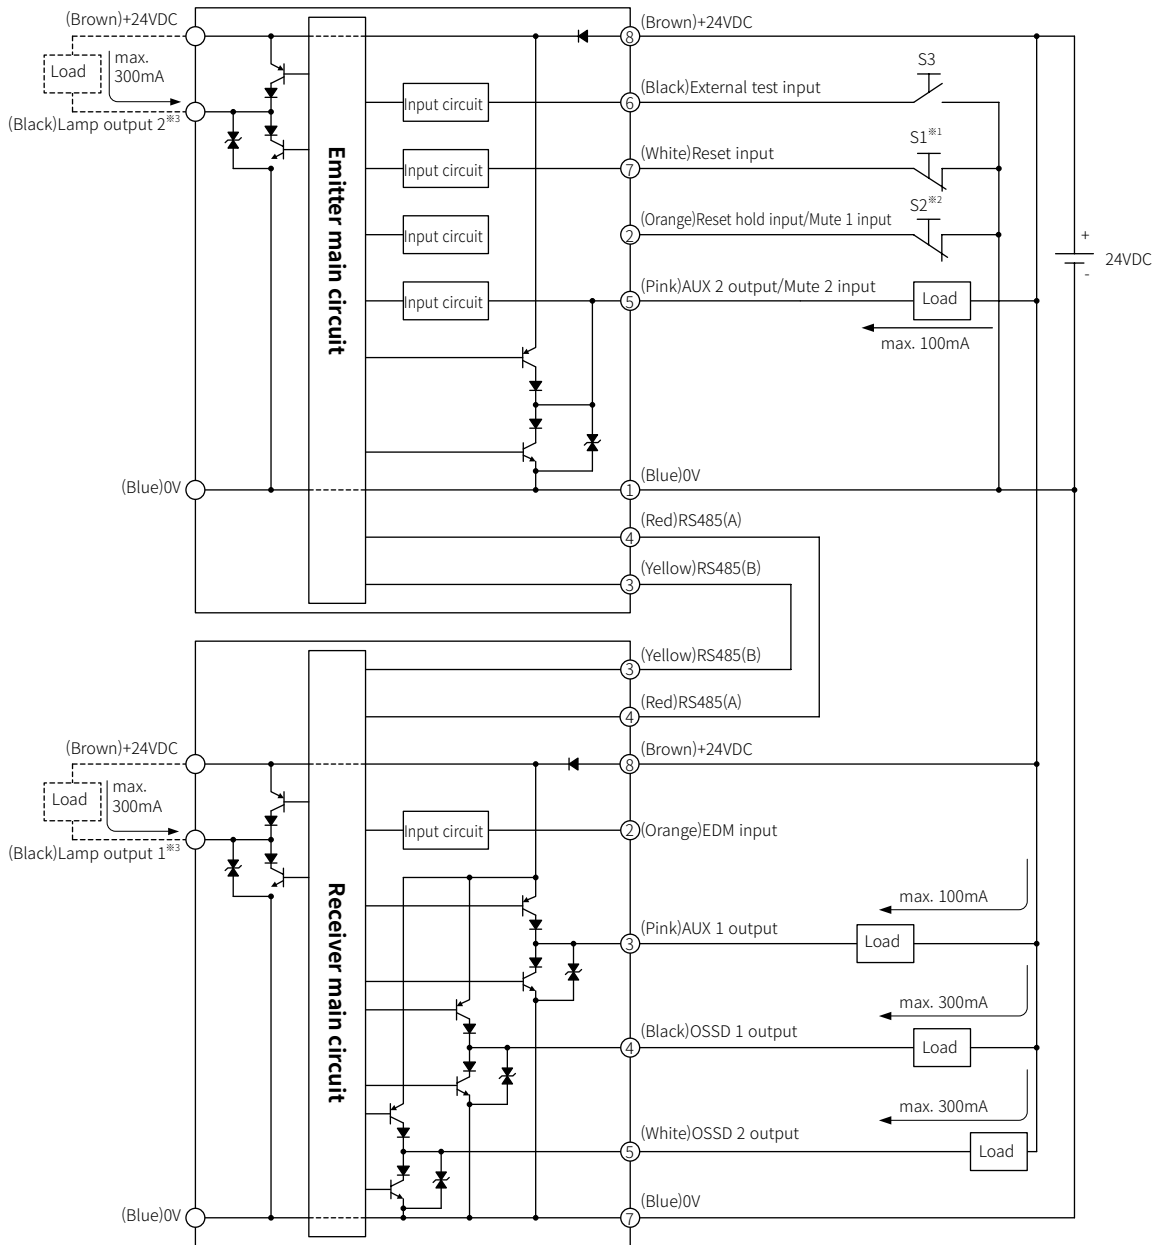 (Brown)+24VDC
Load
max.
300mA
(Black)Lamp output 2※3
(Blue)0V
Emitter main circuit
Input circuit
Input circuit
Input circuit
Input circuit
8
(Brown)+24VDC
6
(Black)External test input
S3
7
(White)Reset input
S1※1
2
(Orange)Reset hold input/Mute 1 input
S2※2
5
(Pink)AUX 2 output/Mute 2 input
Load
max. 100mA
+
-
24VDC
1
(Blue)0V
4
(Red)RS485(A)
3
(Yellow)RS485(B)
3
(Yellow)RS485(B)
4
(Red)RS485(A)
(Brown)+24VDC
Load
max.
300mA
(Black)Lamp output 1※3
(Blue)0V
Receiver main circuit
Input circuit
8
(Brown)+24VDC
2
(Orange)EDM input
max. 100mA
3
(Pink)AUX 1 output
Load
max. 300mA
4
(Black)OSSD 1 output
Load
max. 300mA
5
(White)OSSD 2 output
Load
7
(Blue)0V